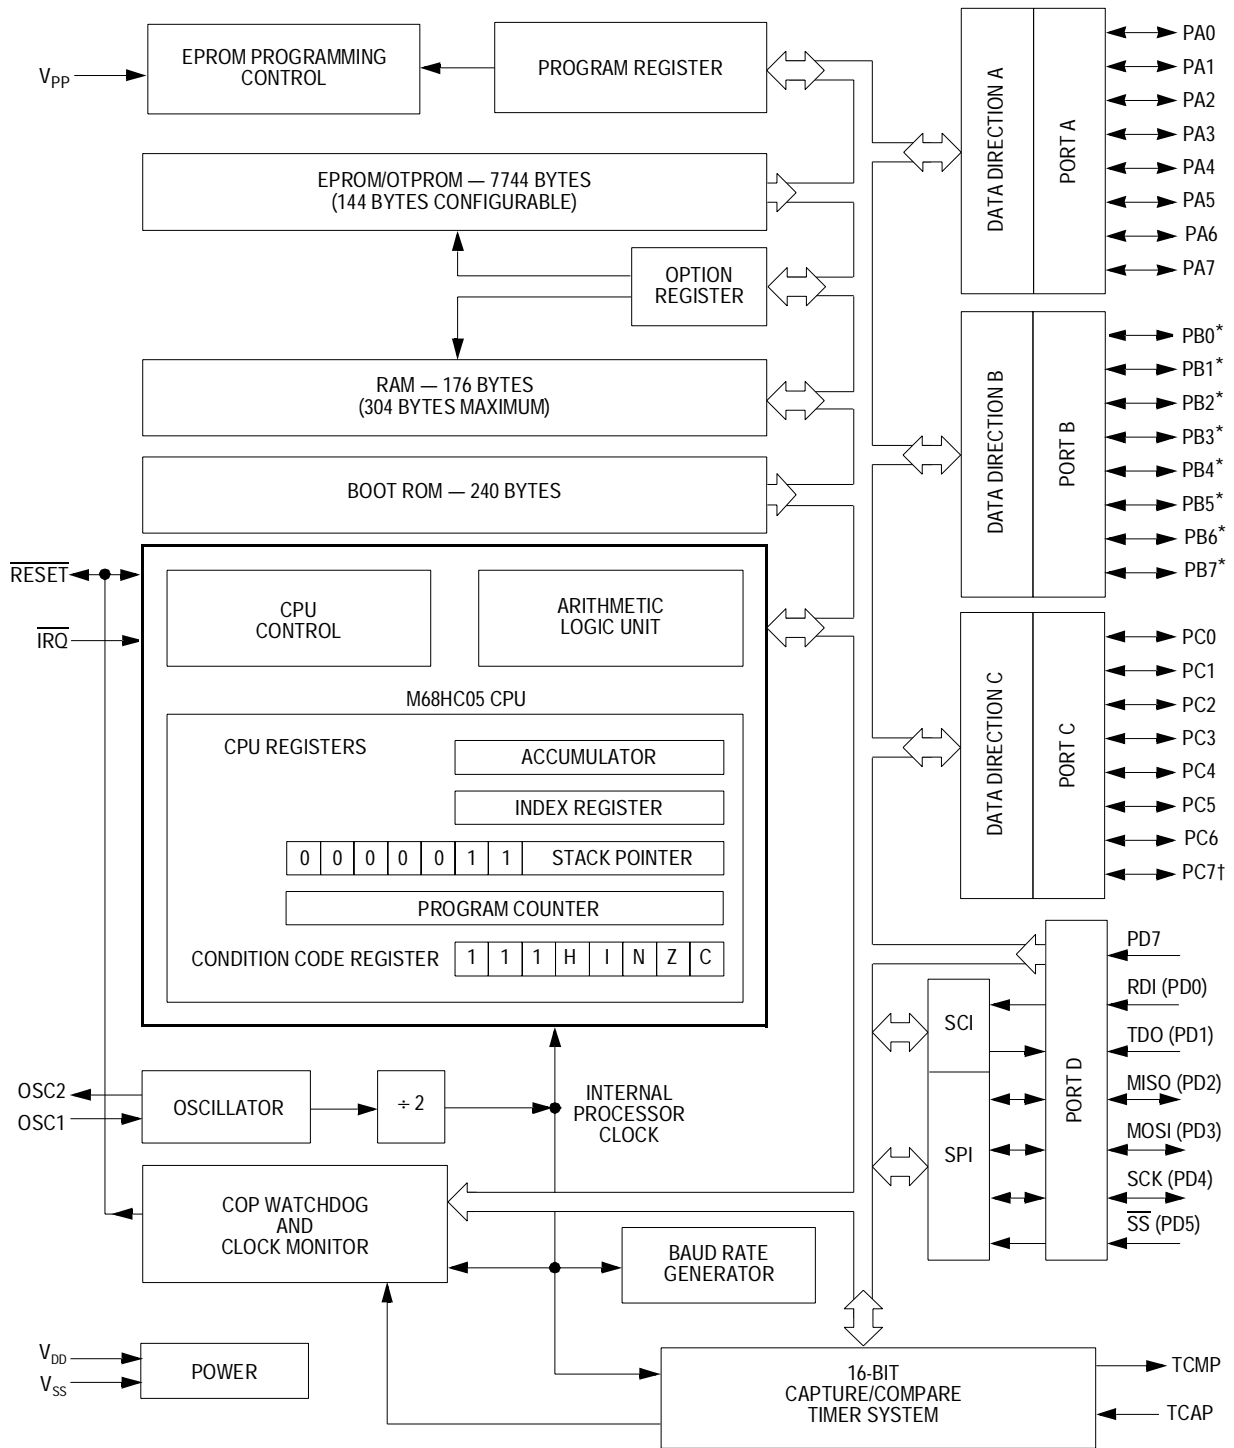 EPROM PROGRAMMING
CONTROL
PROGRAM REGISTER
VPP
EPROM/OTPROM — 7744 BYTES
(144 BYTES CONFIGURABLE)
OPTION
REGISTER
RAM — 176 BYTES
(304 BYTES MAXIMUM)
BOOT ROM — 240 BYTES
RESET
IRQ
CPU
CONTROL
ARITHMETIC
LOGIC UNIT
M68HC05 CPU
CPU REGISTERS
ACCUMULATOR
INDEX REGISTER
0 0 0 0 0 1 1 STACK POINTER
PROGRAM COUNTER
CONDITION CODE REGISTER 1 1 1 H I N Z C
OSC2
OSC1
OSCILLATOR
÷ 2
INTERNAL
PROCESSOR
CLOCK
COP WATCHDOG
AND
CLOCK MONITOR
BAUD RATE
GENERATOR
VDD
VSS
POWER
16-BIT
CAPTURE/COMPARE
TIMER SYSTEM
TCMP
TCAP
DATA DIRECTION A
PORT A
PA0
PA1
PA2
PA3
PA4
PA5
PA6
PA7
DATA DIRECTION B
PORT B
PB0*
PB1*
PB2*
PB3*
PB4*
PB5*
PB6*
PB7*
DATA DIRECTION C
PORT C
PC0
PC1
PC2
PC3
PC4
PC5
PC6
PC7†
SCI
SPI
PORT D
PD7
RDI (PD0)
TDO (PD1)
MISO (PD2)
MOSI (PD3)
SCK (PD4)
SS (PD5)